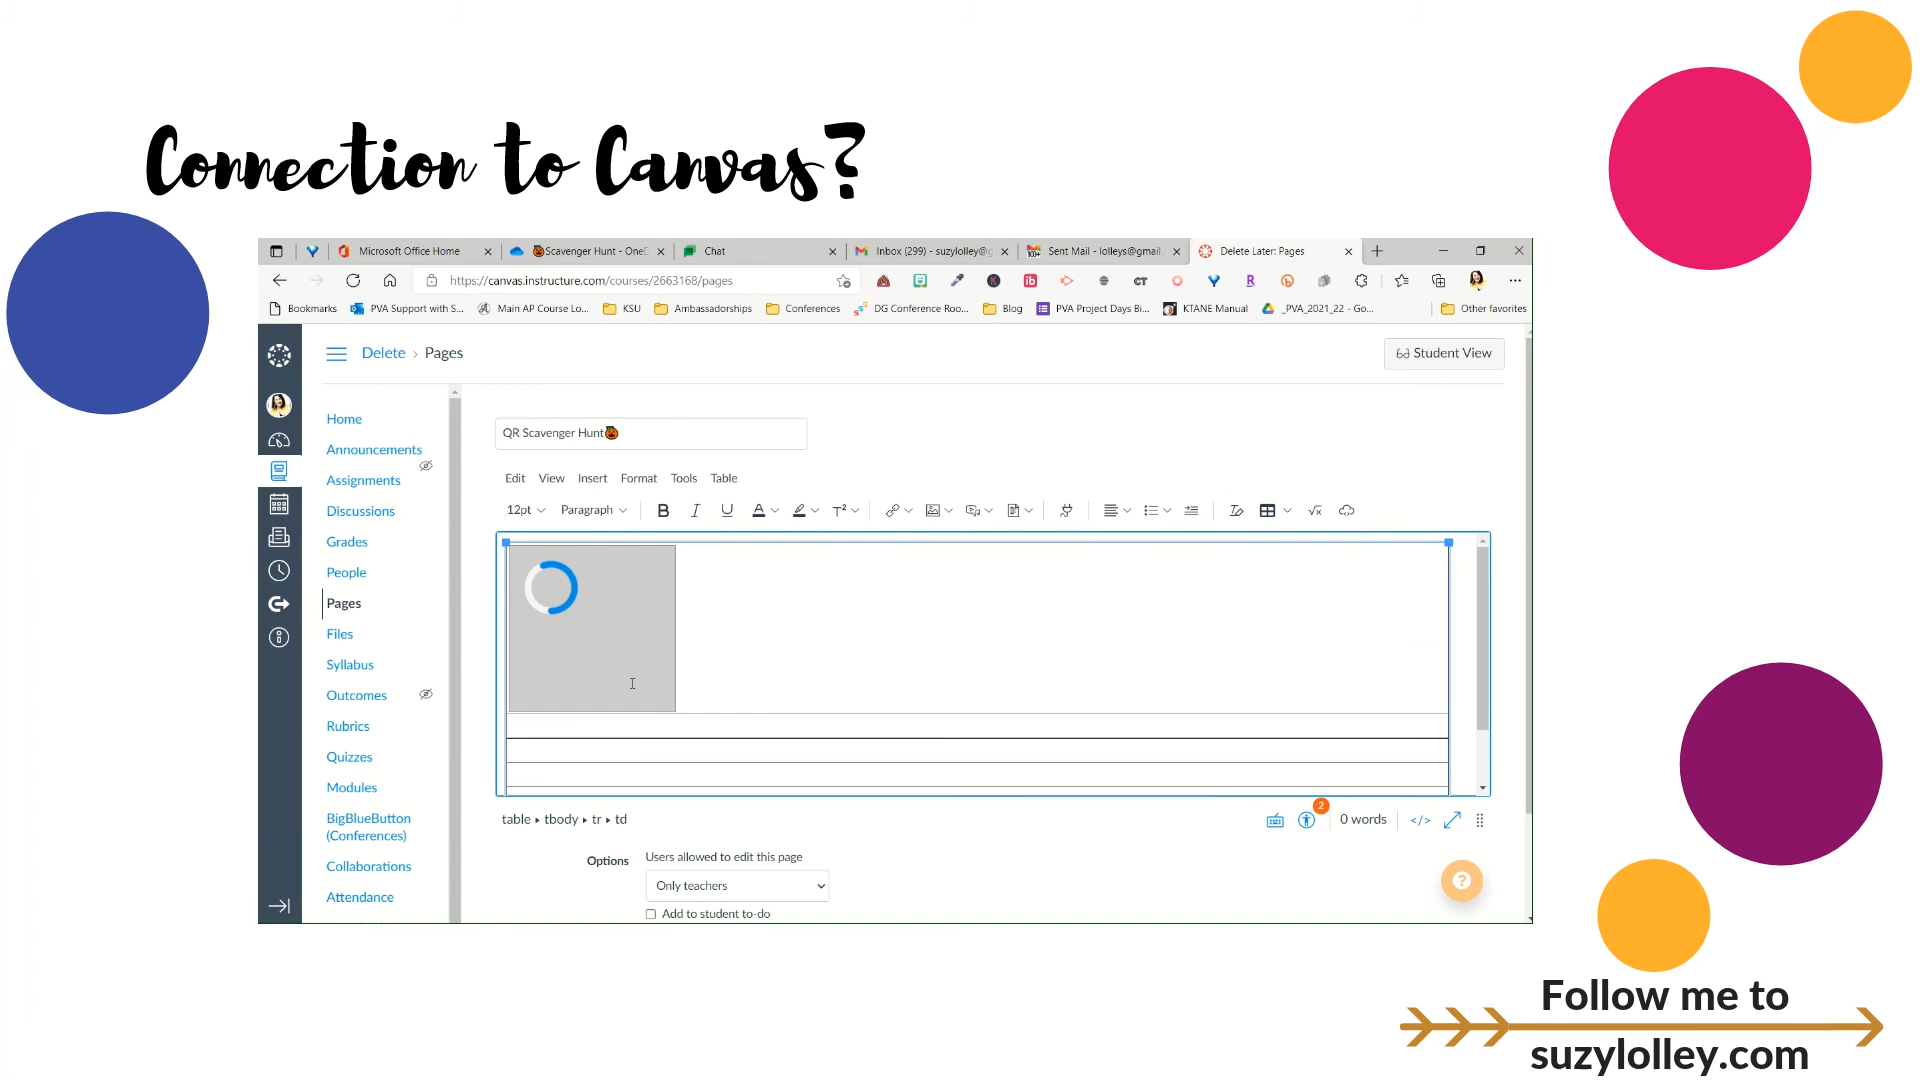 Connection to Canvas?
Microsoft Office Home
Scavenger Hunt - OneD
Chat
Inbox (299) - suzylolley@g
Sent Mail - lolleys@gmail.
Delete Later: Pages
https://canvas.instructure.com/courses/2663168/pages
Bookmarks
PVA Support with S...
Main AP Course Lo...
KSU
Ambassadorships
Conferences
DG Conference Roo...
Blog
PVA Project Days Bi...
KTANE Manual
_PVA_2021_22 - Go...
Other favorites
Delete › Pages
Student View
Home
Announcements
Assignments
Discussions
Grades
People
Pages
Files
Syllabus
Outcomes
Rubrics
Quizzes
Modules
BigBlueButton
(Conferences)
Collaborations
Attendance
QR Scavenger Hunt🎃
Edit View Insert Format Tools Table
12pt Paragraph
table ▸ tbody ▸ tr ▸ td
2
0 words
</>
Options
Users allowed to edit this page
Only teachers
Add to student to-do
Follow me to
suzylolley.com